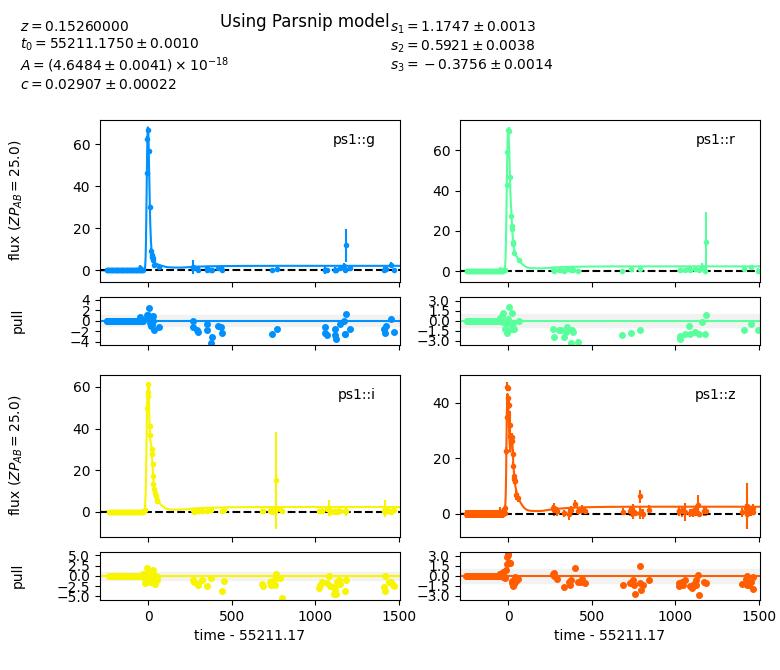 Using Parsnip model
z = 0.15260000
t₀ = 55211.1750 ± 0.0010
A = (4.6484 ± 0.0041) × 10⁻¹⁸
c = 0.02907 ± 0.00022
s₁ = 1.1747 ± 0.0013
s₂ = 0.5921 ± 0.0038
s₃ = −0.3756 ± 0.0014
flux (ZP_AB = 25.0)
60
40
20
0
ps1::g
60
40
20
0
ps1::r
pull
4
2
0
−2
−4
3.0
1.5
0.0
−1.5
−3.0
flux (ZP_AB = 25.0)
60
40
20
0
ps1::i
40
20
0
ps1::z
pull
5.0
2.5
0.0
−2.5
−5.0
3.0
1.5
0.0
−1.5
−3.0
0 500 1000 1500
0 500 1000 1500
time - 55211.17
time - 55211.17